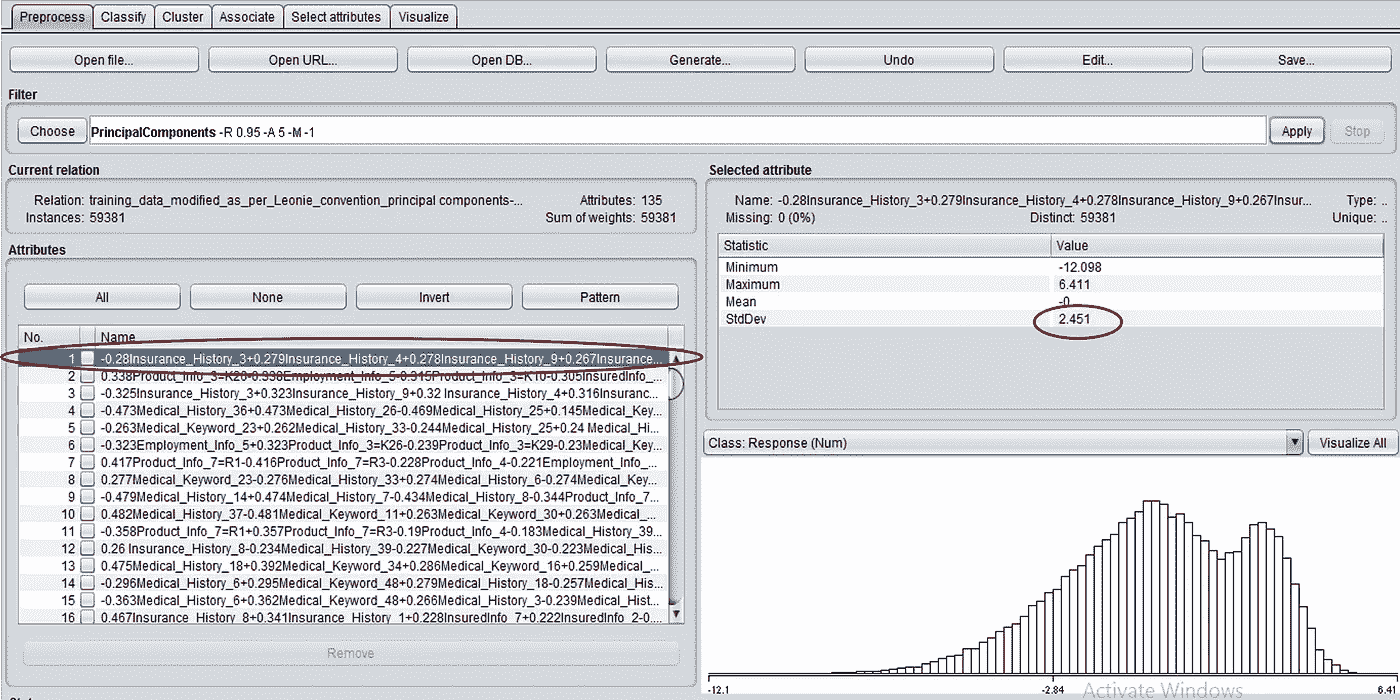 Preprocess Classify Cluster Associate Select attributes Visualize
Open file... Open URL... Open DB... Generate... Undo Edit... Save...
Filter
Choose PrincipalComponents -R 0.95 -A 5 -M -1 Apply Stop
Current relation
Relation: training_data_modified_as_per_Leonie_convention_principal components-... Attributes: 135
Instances: 59381 Sum of weights: 59381
Attributes
All None Invert Pattern
No. Name
1 -0.28Insurance_History_3+0.279Insurance_History_4+0.278Insurance_History_9+0.267Insurance...
2 0.338Product_Info_3=K26-0.338Employment_Info_5-0.315Product_Info_3=K10-0.305InsuredInfo_...
3 -0.325Insurance_History_3+0.323Insurance_History_9+0.32 Insurance_History_4+0.316Insuranc...
4 -0.473Medical_History_36+0.473Medical_History_26-0.469Medical_History_25+0.145Medical_Key...
5 -0.263Medical_Keyword_23+0.262Medical_History_33-0.244Medical_History_25+0.24 Medical_Hi...
6 -0.323Employment_Info_5+0.323Product_Info_3=K26-0.239Product_Info_3=K29-0.23Medical_Key...
7 0.417Product_Info_7=R1-0.416Product_Info_7=R3-0.228Product_Info_4-0.221Employment_Info_...
8 0.277Medical_Keyword_23-0.276Medical_History_33+0.274Medical_History_6-0.274Medical_Key...
9 -0.479Medical_History_14+0.474Medical_History_7-0.434Medical_History_8-0.344Product_Info_7...
10 0.482Medical_History_37-0.481Medical_Keyword_11+0.263Medical_Keyword_30+0.263Medical_...
11 -0.358Product_Info_7=R1+0.357Product_Info_7=R3-0.19Product_Info_4-0.183Medical_History_39...
12 0.26 Insurance_History_8-0.234Medical_History_39-0.227Medical_Keyword_30-0.223Medical_His...
13 0.475Medical_History_18+0.392Medical_Keyword_34+0.286Medical_Keyword_16+0.259Medical_...
14 -0.296Medical_History_6+0.295Medical_Keyword_48+0.279Medical_History_18-0.257Medical_His...
15 -0.363Medical_History_6+0.362Medical_Keyword_48+0.266Medical_History_3-0.239Medical_Hist...
16 0.467Insurance_History_8+0.341Insurance_History_1+0.228InsuredInfo_7+0.222InsuredInfo_2-0...
Remove
Selected attribute
Name: -0.28Insurance_History_3+0.279Insurance_History_4+0.278Insurance_History_9+0.267Insur... Type: ..
Missing: 0 (0%) Distinct: 59381 Unique: ..
Statistic Value
Minimum -12.098
Maximum 6.411
Mean -0
StdDev 2.451
Class: Response (Num) Visualize All
-12.1 -2.84 6.41
Activate Windows